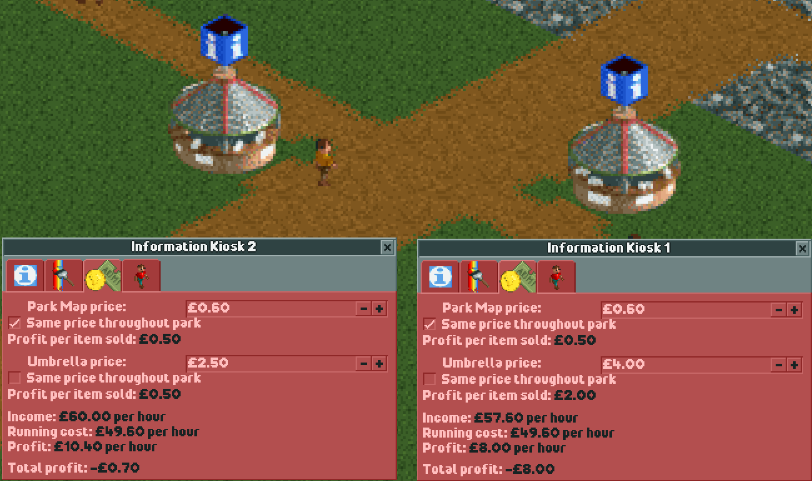 i i
i i
Information Kiosk 2
Park Map price: £0.60 - +
Same price throughout park
Profit per item sold: £0.50
Umbrella price: £2.50 - +
Same price throughout park
Profit per item sold: £0.50
Income: £60.00 per hour
Running cost: £49.60 per hour
Profit: £10.40 per hour
Total profit: -£0.70
Information Kiosk 1
Park Map price: £0.60 - +
Same price throughout park
Profit per item sold: £0.50
Umbrella price: £4.00 - +
Same price throughout park
Profit per item sold: £2.00
Income: £57.60 per hour
Running cost: £49.60 per hour
Profit: £8.00 per hour
Total profit: -£8.00